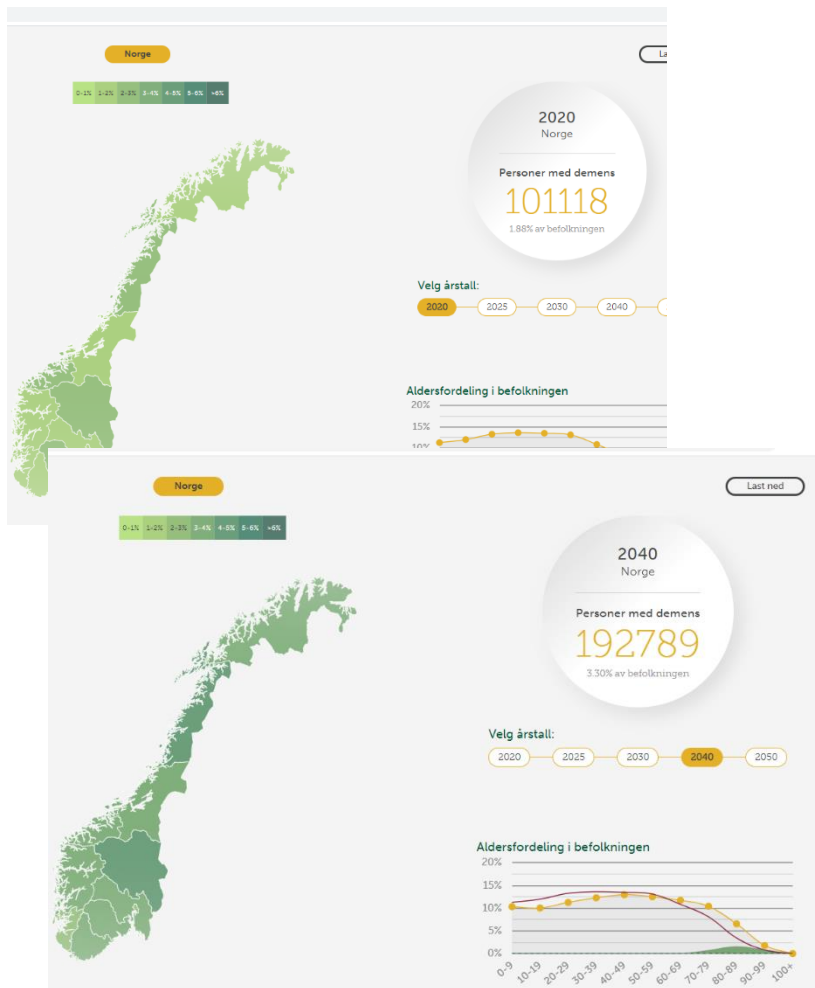 Norge
0-1% 1-2% 2-3% 3-4% 4-5% 5-6% >6%
2020
Norge
Personer med demens
101118
1.88% av befolkningen
Velg årstall:
2020 2025 2030 2040
Aldersfordeling i befolkningen
20%
15%
10%
Norge
Last ned
0-1% 1-2% 2-3% 3-4% 4-5% 5-6% >6%
2040
Norge
Personer med demens
192789
3.30% av befolkningen
Velg årstall:
2020 2025 2030 2040 2050
Aldersfordeling i befolkningen
20%
15%
10%
5%
0%
0-9 10-19 20-29 30-39 40-49 50-59 60-69 70-79 80-89 90-99 100+